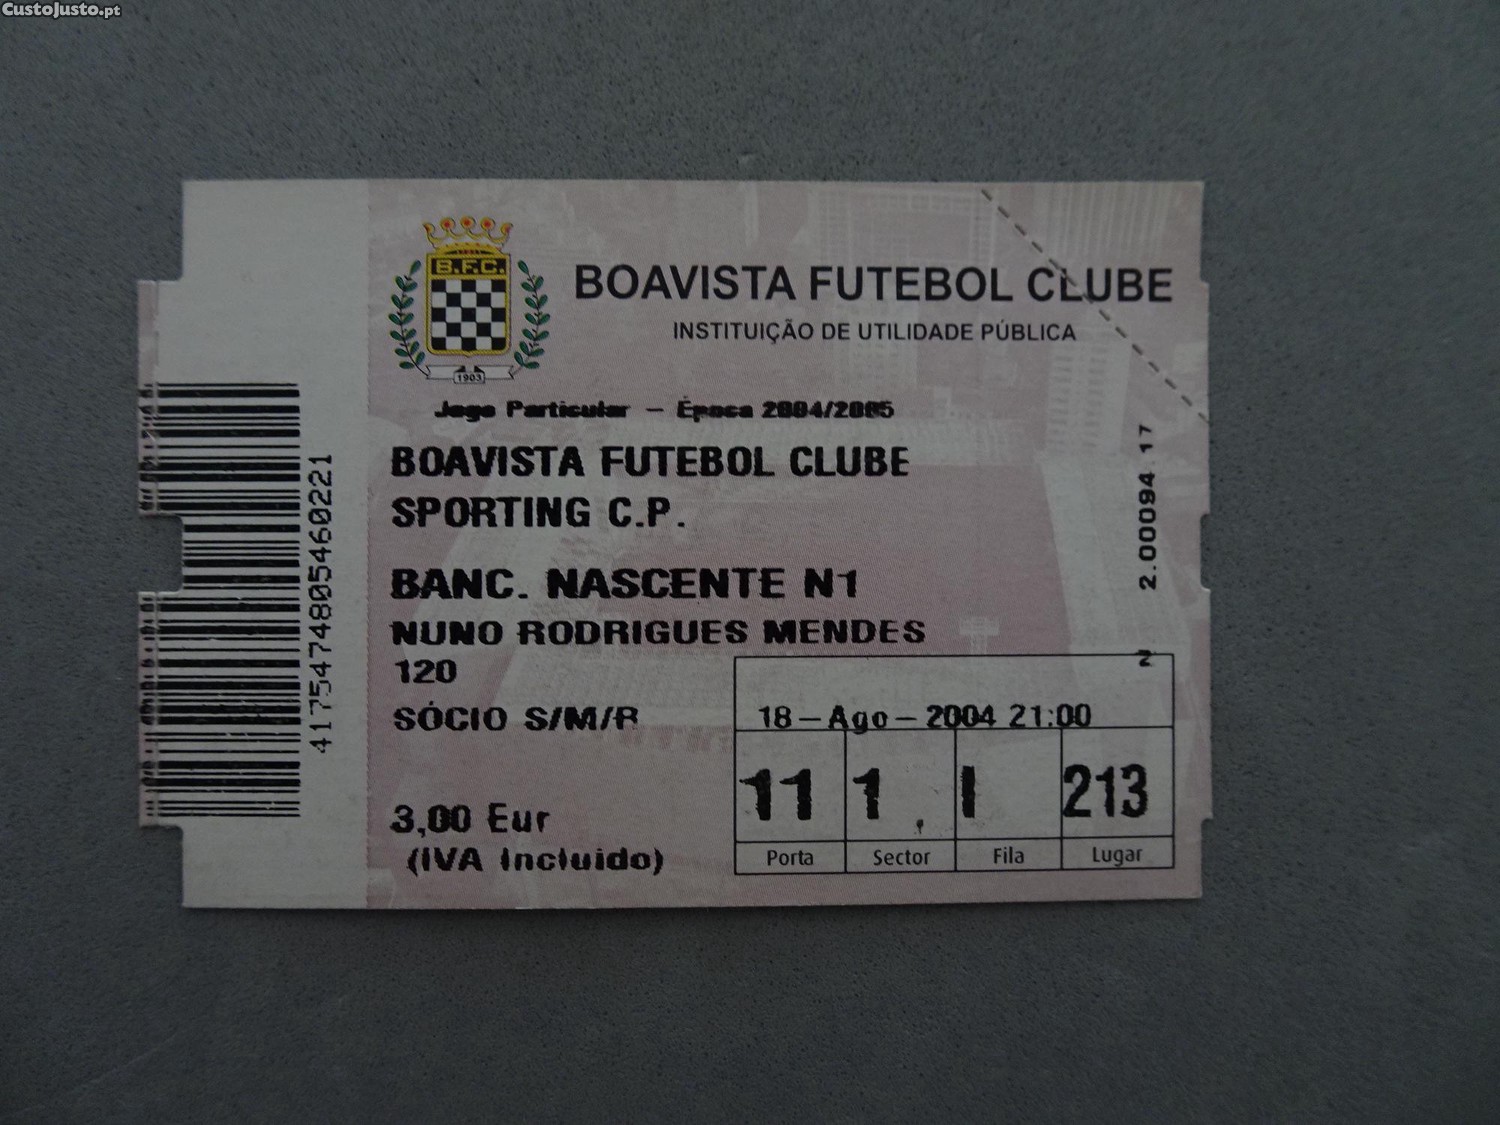 CustoJusto.pt
B.F.C.
1903
BOAVISTA FUTEBOL CLUBE
INSTITUIÇÃO DE UTILIDADE PÚBLICA
Jogo Particular - Época 2004/2005
BOAVISTA FUTEBOL CLUBE
SPORTING C.P.
BANC. NASCENTE N1
NUNO RODRIGUES MENDES
120
SÓCIO S/M/R
3,00 Eur
(IVA Incluido)
18-Ago-2004 21:00
11 1 I 213
Porta Sector Fila Lugar
2.00094 17
2
4175474805460221